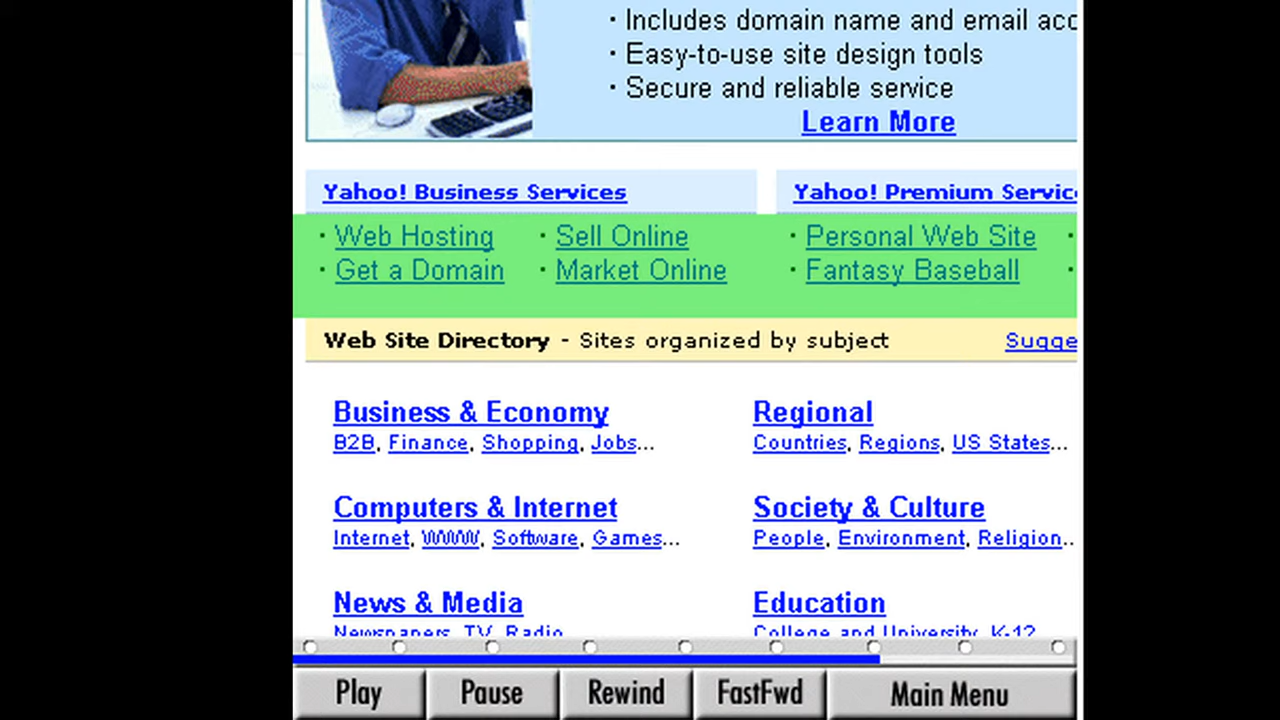 · Includes domain name and email acc
· Easy-to-use site design tools
· Secure and reliable service
Learn More
Yahoo! Business Services Yahoo! Premium Servic
· Web Hosting · Sell Online · Personal Web Site ·
· Get a Domain · Market Online · Fantasy Baseball ·
Web Site Directory - Sites organized by subject Sugge
Business & Economy Regional
B2B, Finance, Shopping, Jobs... Countries, Regions, US States...
Computers & Internet Society & Culture
Internet, WWW, Software, Games... People, Environment, Religion..
News & Media Education
Newspapers, TV, Radio College and University, K-12
Play Pause Rewind FastFwd Main Menu